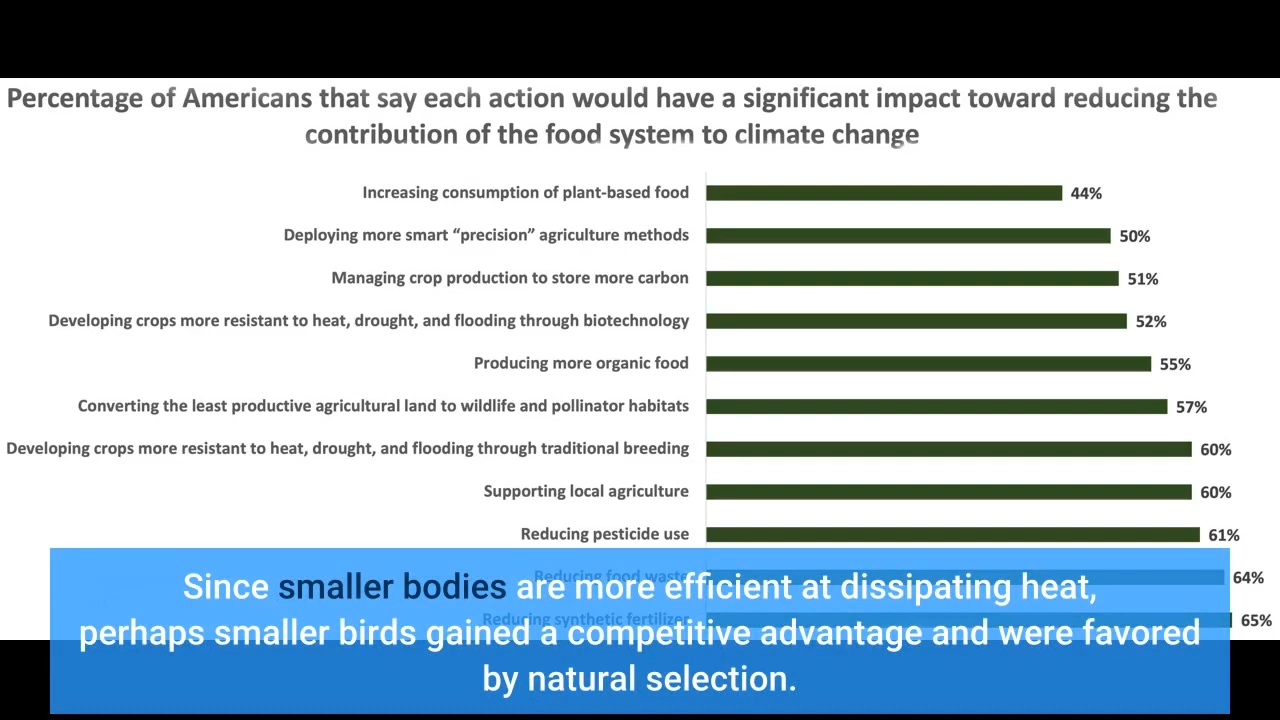 Percentage of Americans that say each action would have a significant impact toward reducing the
contribution of the food system to climate change
Increasing consumption of plant-based food 44%
Deploying more smart “precision” agriculture methods 50%
Managing crop production to store more carbon 51%
Developing crops more resistant to heat, drought, and flooding through biotechnology 52%
Producing more organic food 55%
Converting the least productive agricultural land to wildlife and pollinator habitats 57%
Developing crops more resistant to heat, drought, and flooding through traditional breeding 60%
Supporting local agriculture 60%
Reducing pesticide use 61%
Reducing food waste 64%
Reducing synthetic fertilizer 65%
Since smaller bodies are more efficient at dissipating heat,
perhaps smaller birds gained a competitive advantage and were favored
by natural selection.